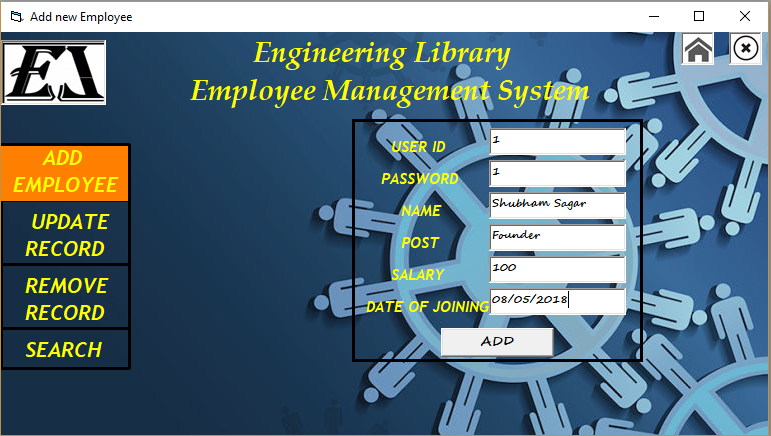 Add new Employee
EA
Engineering Library
Employee Management System
ADD
EMPLOYEE
UPDATE
RECORD
REMOVE
RECORD
SEARCH
USER ID 1
PASSWORD 1
NAME Shubham Sagar
POST Founder
SALARY 100
DATE OF JOINING 08/05/2018
ADD